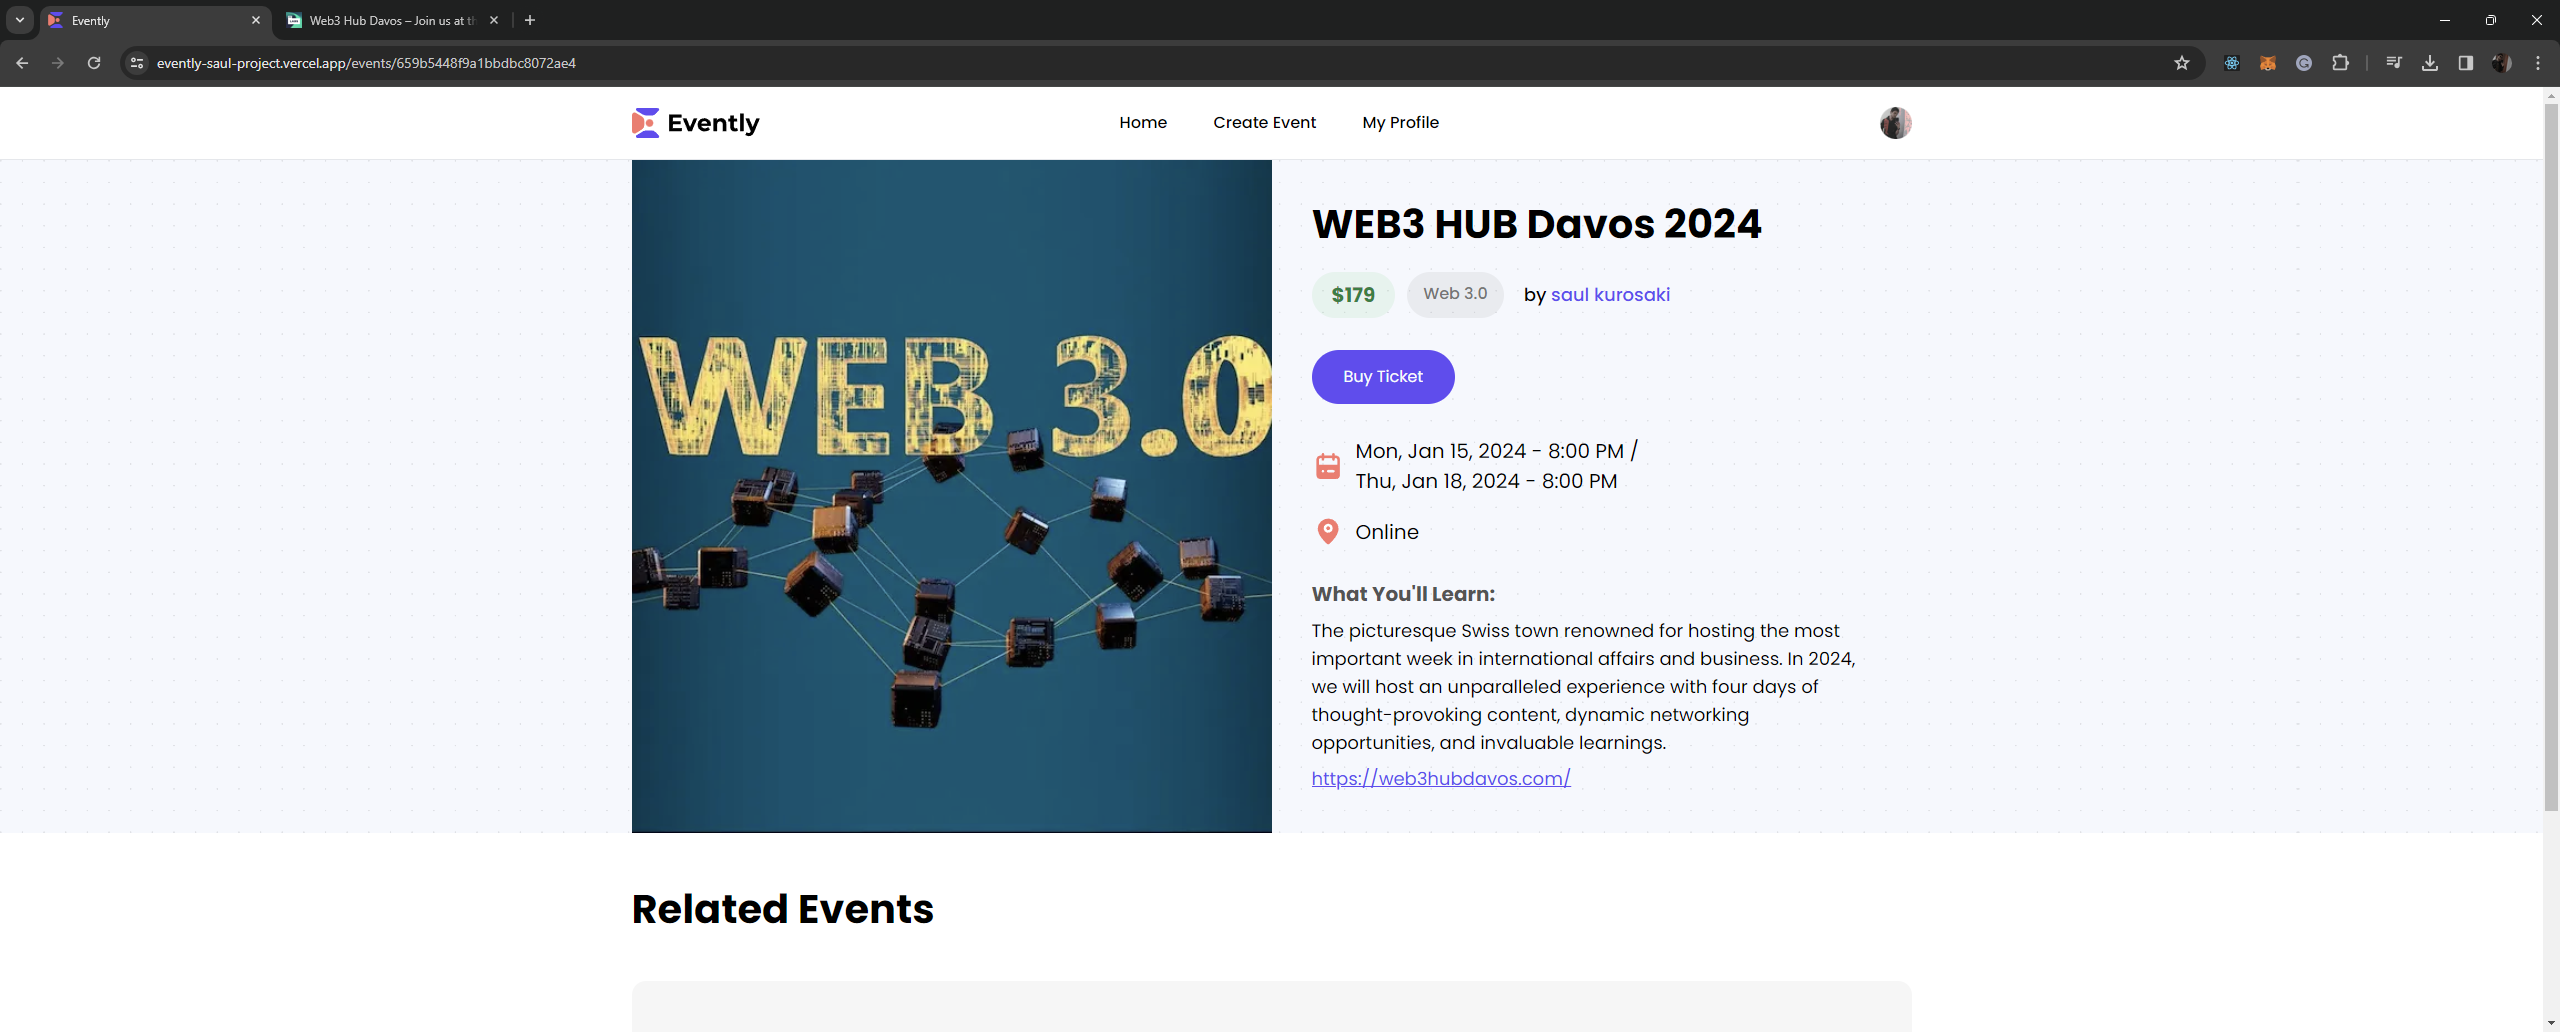 Evently
Web3 Hub Davos – Join us at th
evently-saul-project.vercel.app/events/659b5448f9a1bbdbc8072ae4
Evently
Home
Create Event
My Profile
WEB 3.0
WEB3 HUB Davos 2024
$179
Web 3.0
by saul kurosaki
Buy Ticket
Mon, Jan 15, 2024 - 8:00 PM /
Thu, Jan 18, 2024 - 8:00 PM
Online
What You'll Learn:
The picturesque Swiss town renowned for hosting the most
important week in international affairs and business. In 2024,
we will host an unparalleled experience with four days of
thought-provoking content, dynamic networking
opportunities, and invaluable learnings.
https://web3hubdavos.com/
Related Events